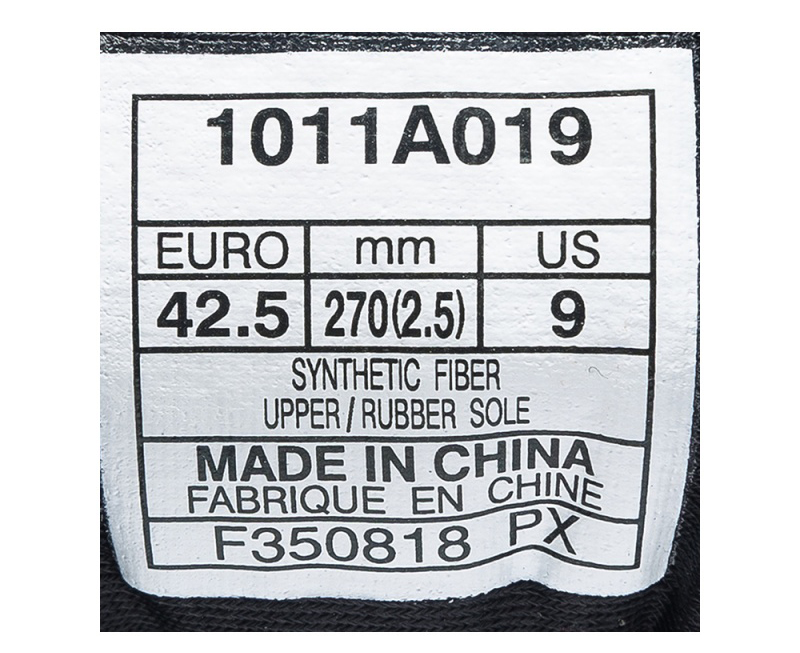 1011A019
EURO mm US
42.5 270(2.5) 9
SYNTHETIC FIBER
UPPER/RUBBER SOLE
MADE IN CHINA
FABRIQUE EN CHINE
F350818 PX